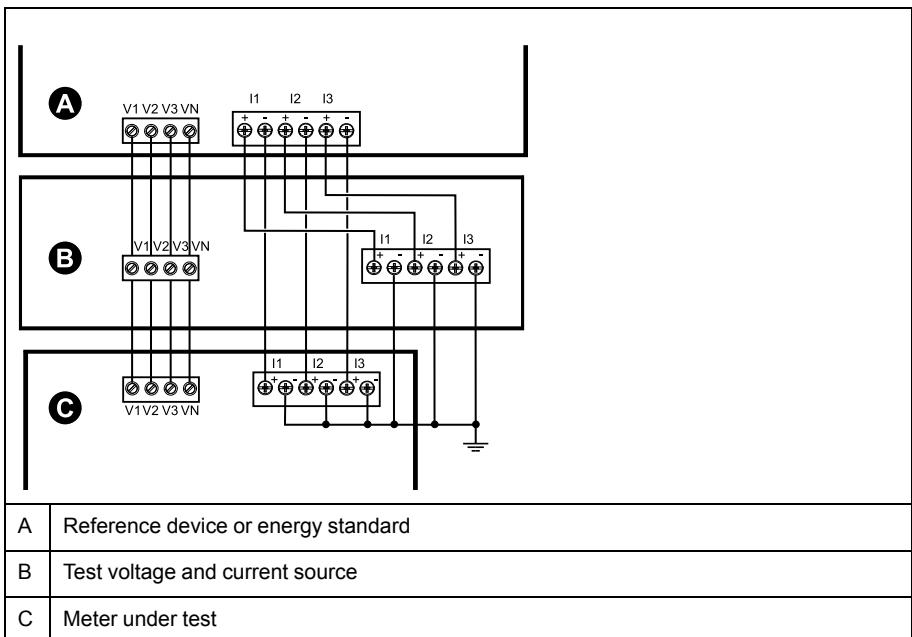 A
V1 V2 V3 VN
I1 I2 I3
+ - + - + -
B
V1 V2 V3 VN
I1 I2 I3
+ - + - + -
C
I1 I2 I3
+ - + - + -
V1 V2 V3 VN
A Reference device or energy standard
B Test voltage and current source
C Meter under test